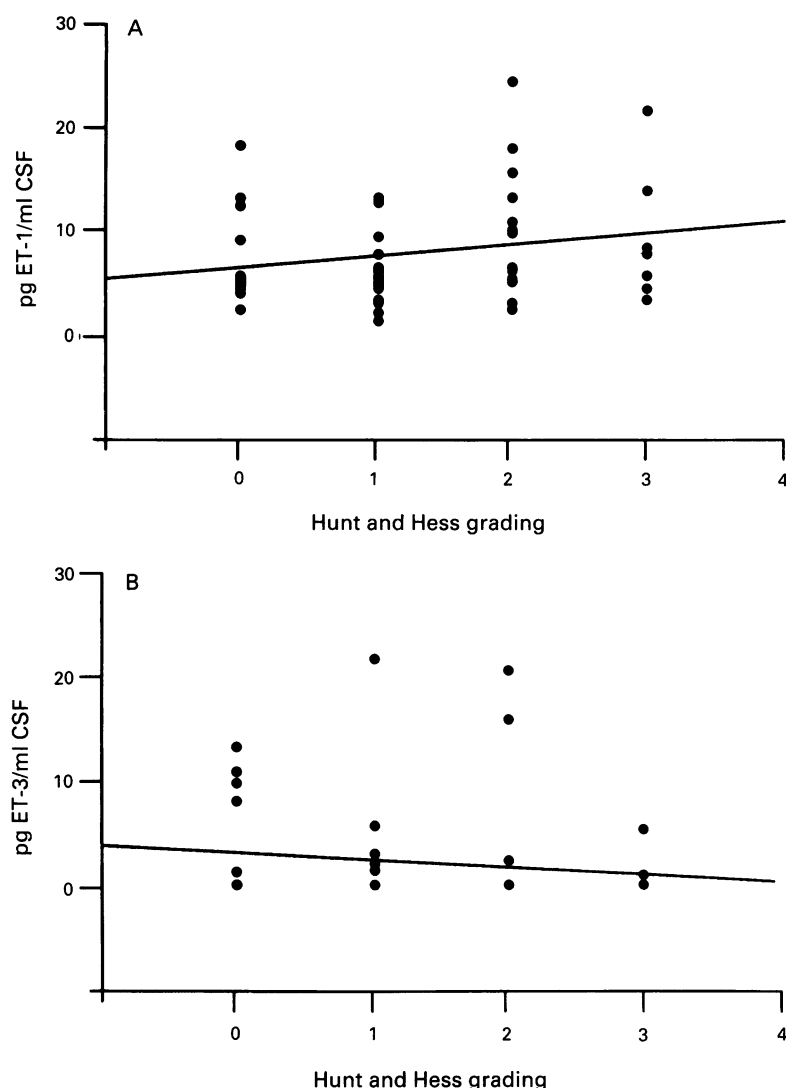 A
30
20
10
0
pg ET-1/ml CSF
0 1 2 3 4
Hunt and Hess grading
B
30
20
10
0
pg ET-3/ml CSF
0 1 2 3 4
Hunt and Hess grading